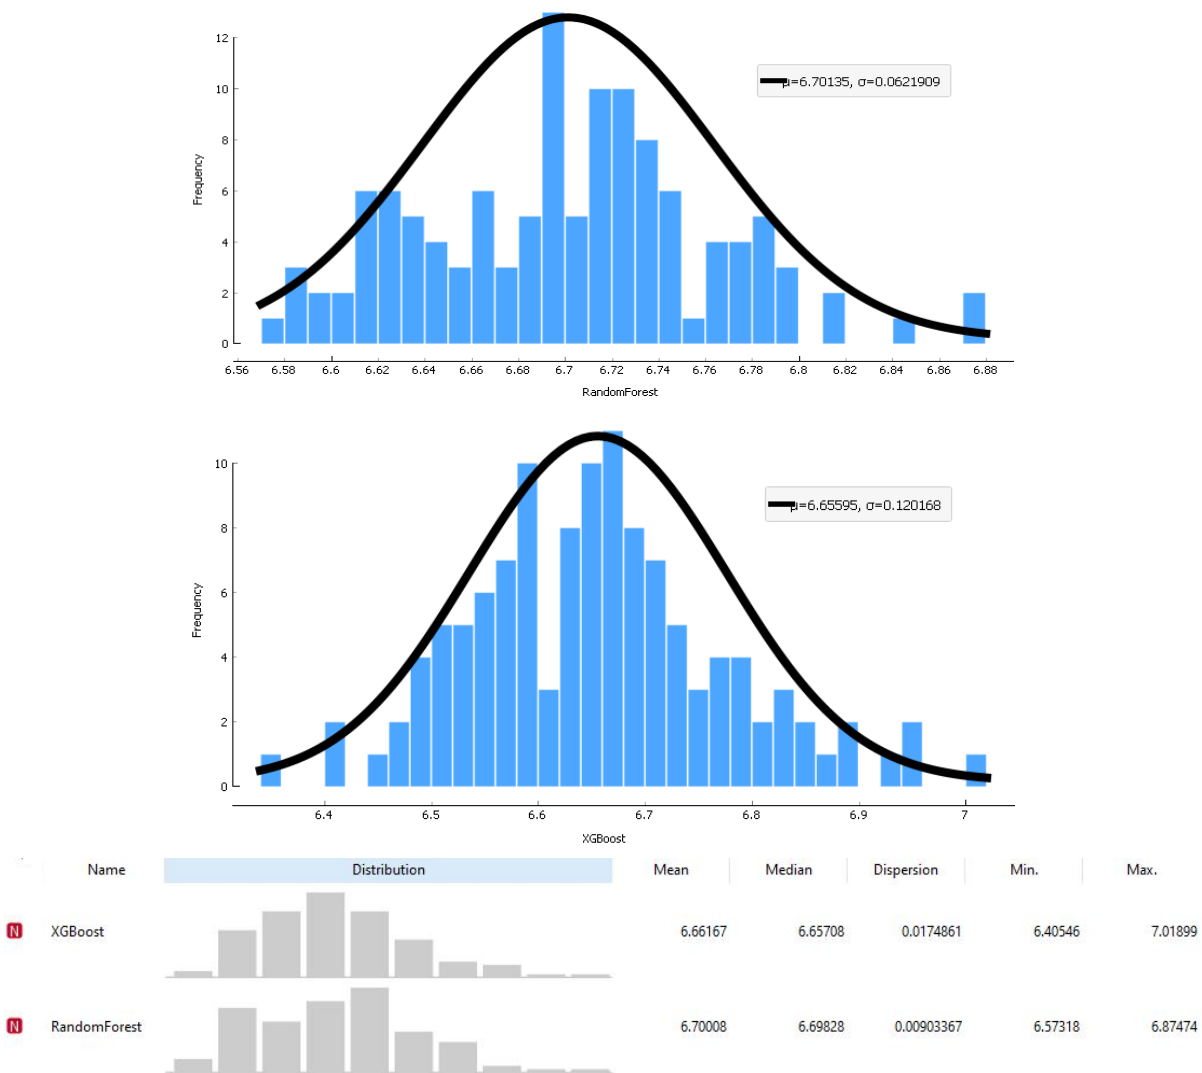 12
10
8
6
4
2
0
Frequency
μ=6.70135, σ=0.0621909
6.56 6.58 6.6 6.62 6.64 6.66 6.68 6.7 6.72 6.74 6.76 6.78 6.8 6.82 6.84 6.86 6.88
RandomForest
10
8
6
4
2
0
Frequency
μ=6.65595, σ=0.120168
6.4 6.5 6.6 6.7 6.8 6.9 7
XGBoost
Name Distribution Mean Median Dispersion Min. Max.
N XGBoost 6.66167 6.65708 0.0174861 6.40546 7.01899
N RandomForest 6.70008 6.69828 0.00903367 6.57318 6.87474